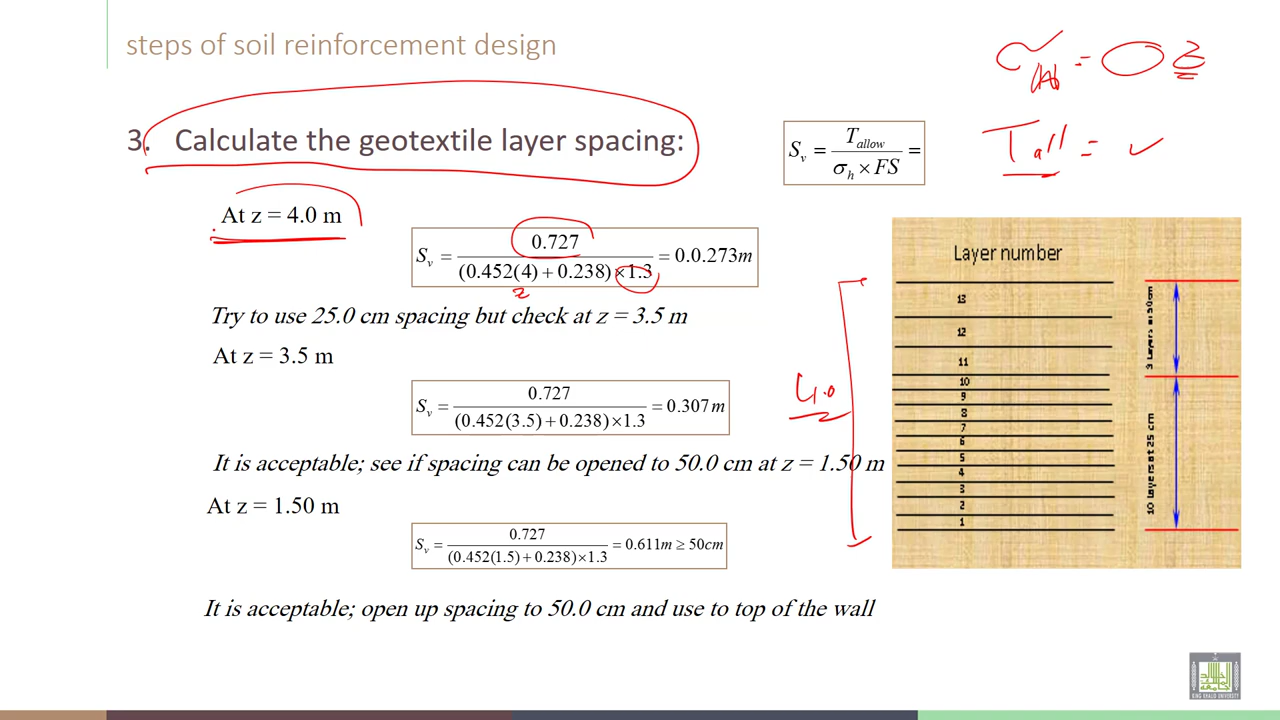 steps of soil reinforcement design
3. Calculate the geotextile layer spacing:
S_v = T_allow / (σ_h × FS) =
σ_h = z
T_all = ✓
At z = 4.0 m
S_v = 0.727 / ((0.452(4) + 0.238) × 1.3) = 0.0.273m
z
Try to use 25.0 cm spacing but check at z = 3.5 m
At z = 3.5 m
S_v = 0.727 / ((0.452(3.5) + 0.238) × 1.3) = 0.307m
It is acceptable; see if spacing can be opened to 50.0 cm at z = 1.50 m
At z = 1.50 m
S_v = 0.727 / ((0.452(1.5) + 0.238) × 1.3) = 0.611m ≥ 50cm
It is acceptable; open up spacing to 50.0 cm and use to top of the wall
4.0
Layer number
13
12
11
10
9
8
7
6
5
4
3
2
1
3 Layers at 50cm
10 Layers at 25 cm
KING KHALID UNIVERSITY